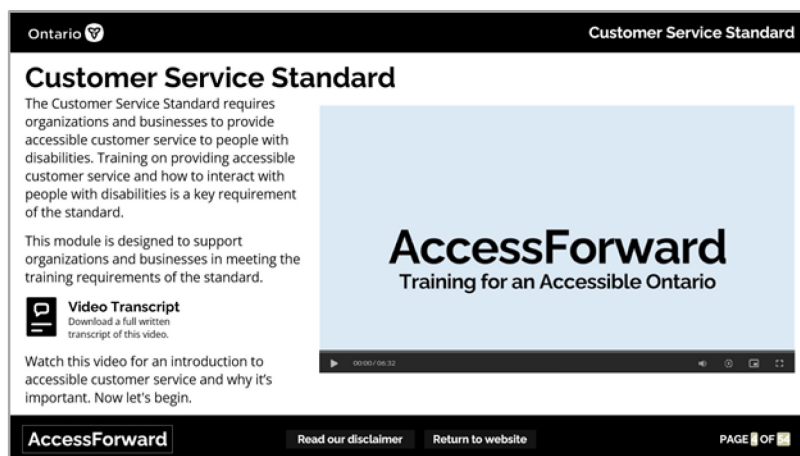 Ontario
Customer Service Standard
Customer Service Standard
The Customer Service Standard requires
organizations and businesses to provide
accessible customer service to people with
disabilities. Training on providing accessible
customer service and how to interact with
people with disabilities is a key requirement
of the standard.
This module is designed to support
organizations and businesses in meeting the
training requirements of the standard.
Video Transcript
Download a full written
transcript of this video.
Watch this video for an introduction to
accessible customer service and why it's
important. Now let's begin.
AccessForward
Training for an Accessible Ontario
00:00 / 06:32
AccessForward
Read our disclaimer
Return to website
PAGE 4 OF 54